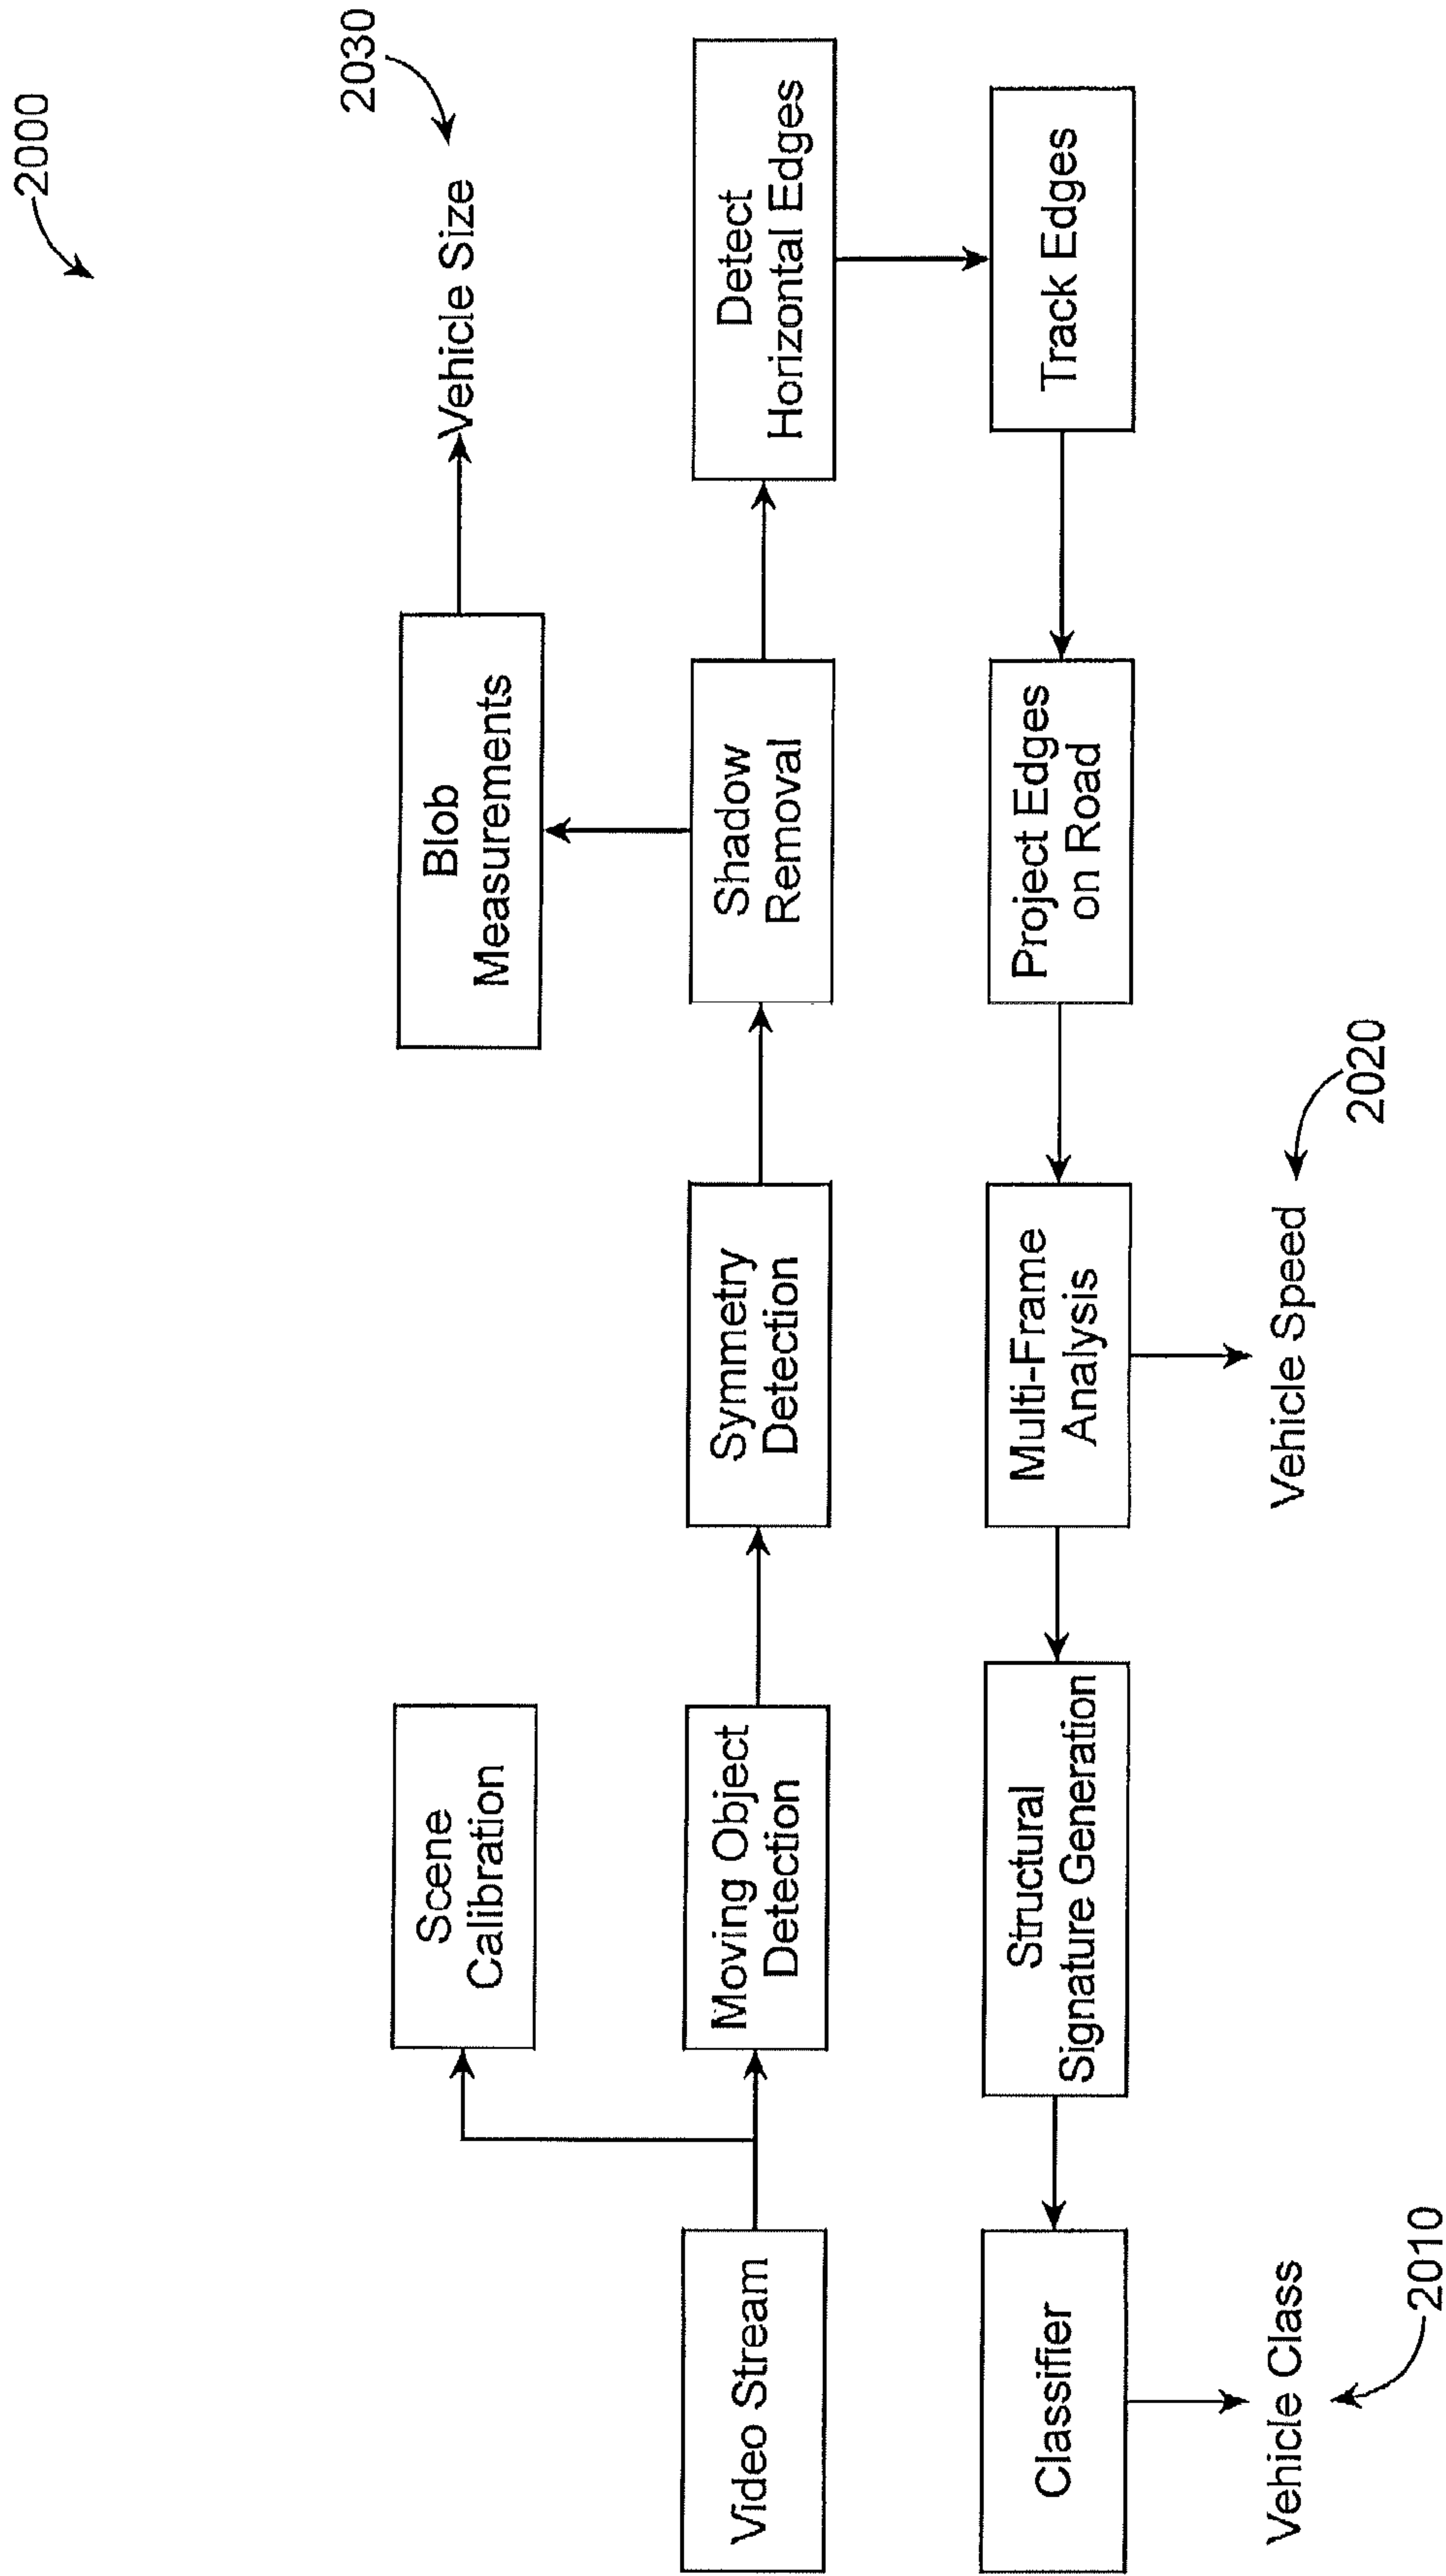 2000
2030
Vehicle Size
Blob
Measurements
Scene
Calibration
Video Stream
Moving Object
Detection
Symmetry
Detection
Shadow
Removal
Detect
Horizontal Edges
Track Edges
Project Edges
on Road
Multi-Frame
Analysis
Structural
Signature Generation
Classifier
Vehicle Speed
2020
Vehicle Class
2010